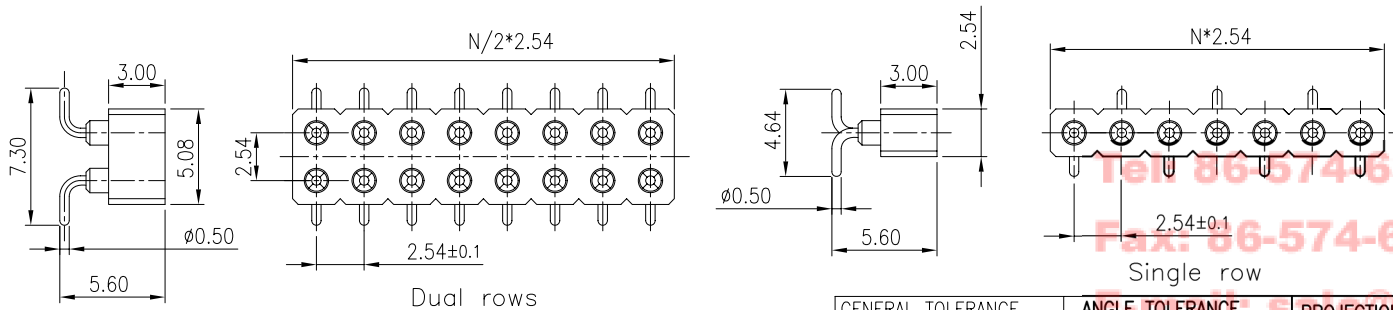 N/2*2.54
3.00
7.30
5.08
2.54
ø0.50
5.60
2.54±0.1
Dual rows
2.54
N*2.54
3.00
4.64
ø0.50
5.60
2.54±0.1
Single row
Tel: 86-574-6
Fax: 86-574-6
GENERAL TOLERANCE
ANGLE TOLERANCE
PROJECTION